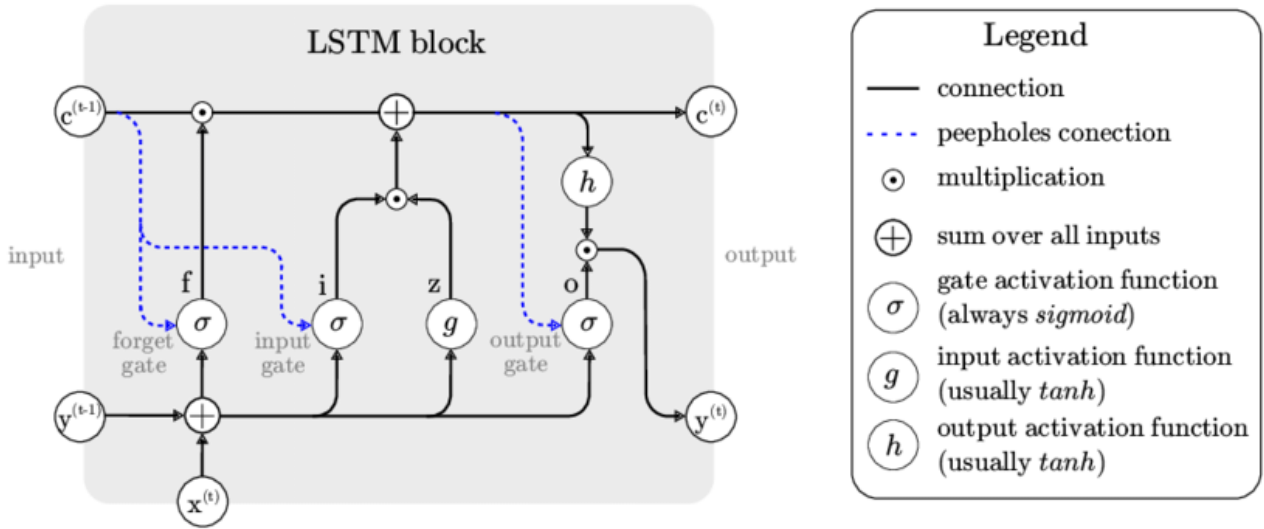 LSTM block
c(t-1)
c(t)
h
input
output
f
i
z
o
σ
σ
g
σ
forget
gate
input
gate
output
gate
y(t-1)
y(t)
x(t)
Legend
connection
peepholes conection
multiplication
sum over all inputs
σ
gate activation function
(always sigmoid)
g
input activation function
(usually tanh)
h
output activation function
(usually tanh)